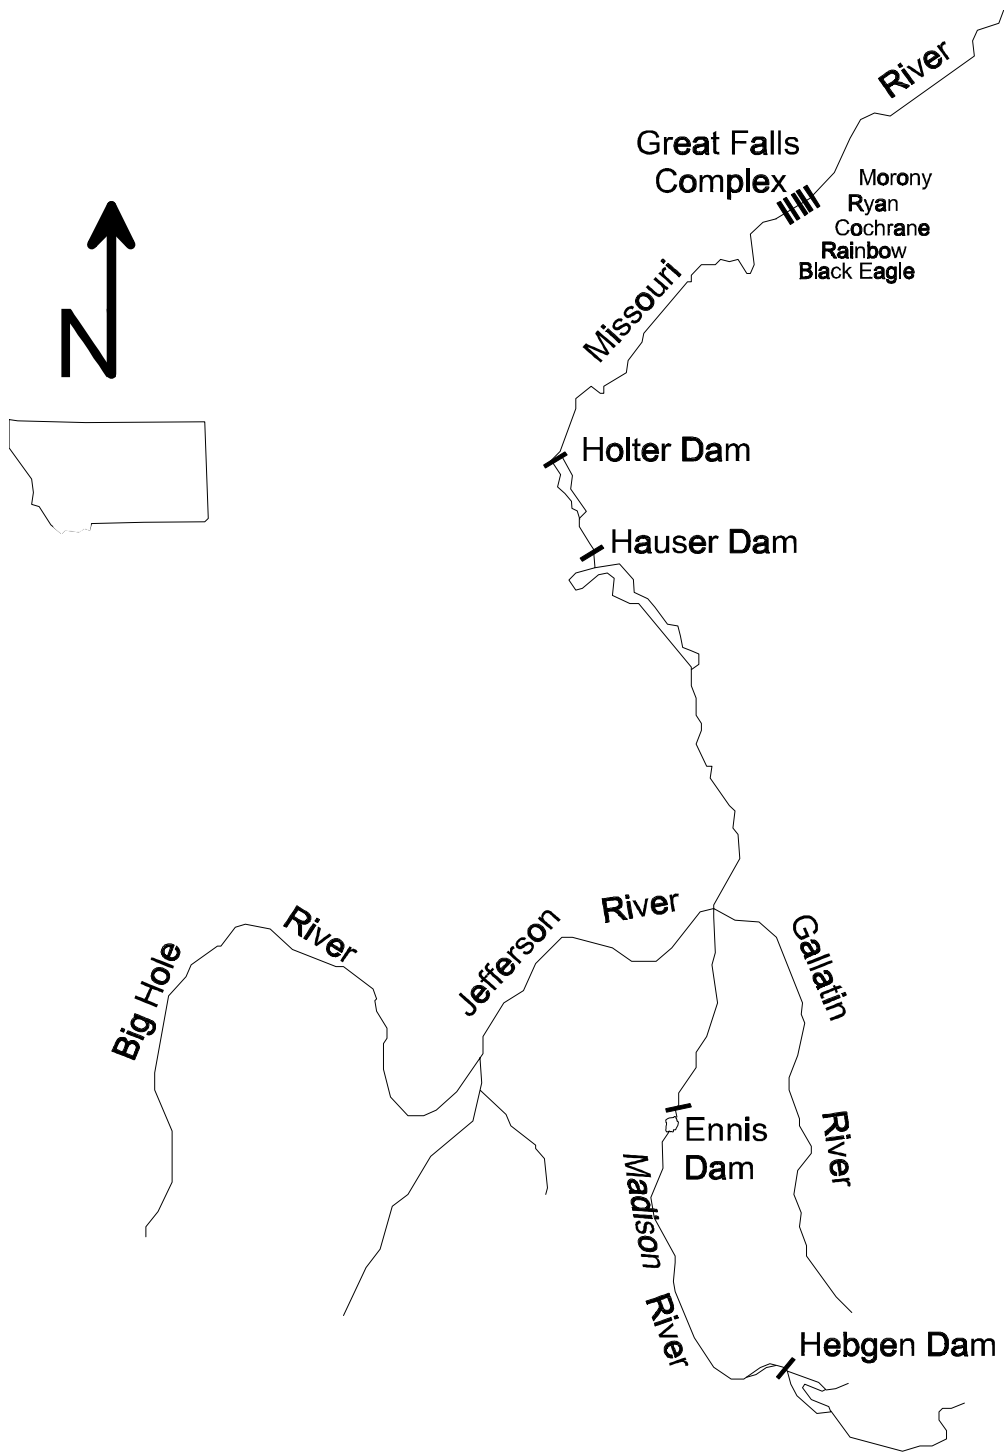 River
Great Falls
Complex
Morony
Ryan
Cochrane
Rainbow
Black Eagle
Missouri
N
Holter Dam
Hauser Dam
River
Jefferson
River
Big Hole
Gallatin
River
Ennis
Dam
Madison
River
Hebgen Dam